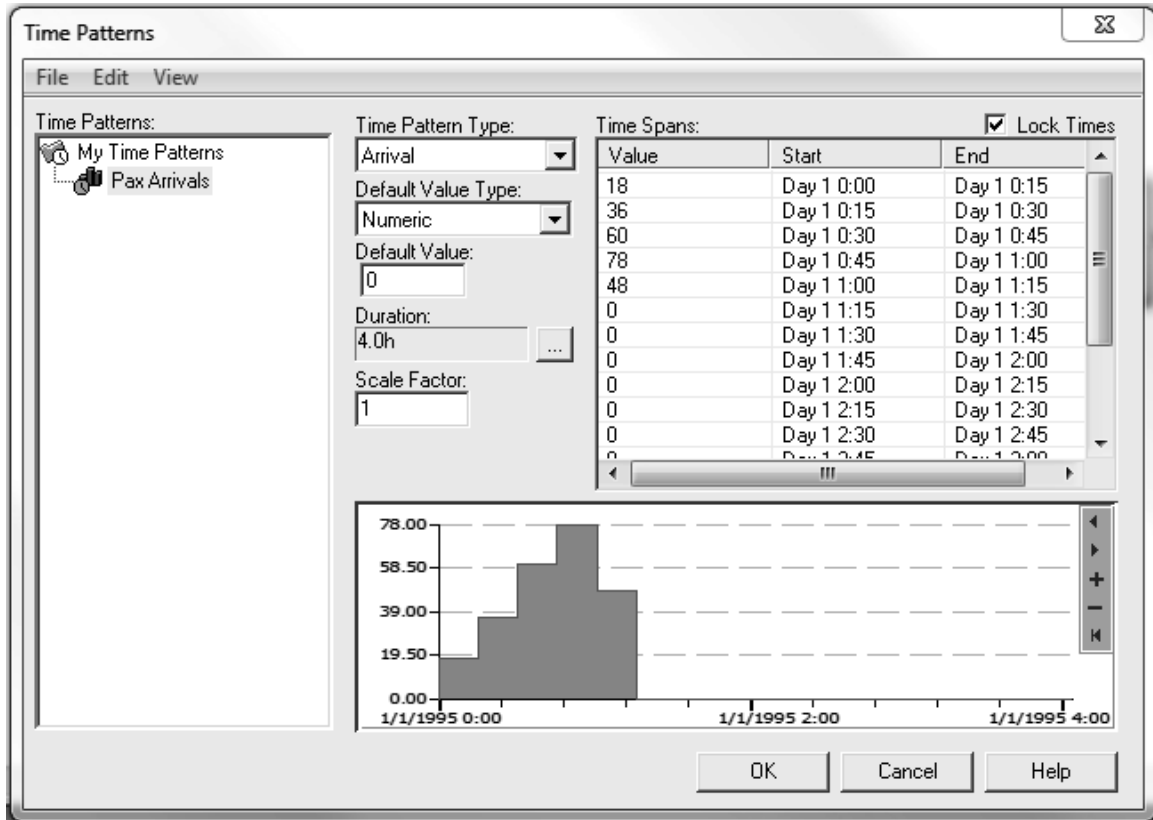 Time Patterns
File Edit View
Time Patterns:
My Time Patterns
Pax Arrivals
Time Pattern Type:
Arrival
Default Value Type:
Numeric
Default Value:
0
Duration:
4.0h
...
Scale Factor:
1
Time Spans:
Lock Times
Value Start End
18 Day 1 0:00 Day 1 0:15
36 Day 1 0:15 Day 1 0:30
60 Day 1 0:30 Day 1 0:45
78 Day 1 0:45 Day 1 1:00
48 Day 1 1:00 Day 1 1:15
0 Day 1 1:15 Day 1 1:30
0 Day 1 1:30 Day 1 1:45
0 Day 1 1:45 Day 1 2:00
0 Day 1 2:00 Day 1 2:15
0 Day 1 2:15 Day 1 2:30
0 Day 1 2:30 Day 1 2:45
78.00
58.50
39.00
19.50
0.00
1/1/1995 0:00 1/1/1995 2:00 1/1/1995 4:00
OK Cancel Help